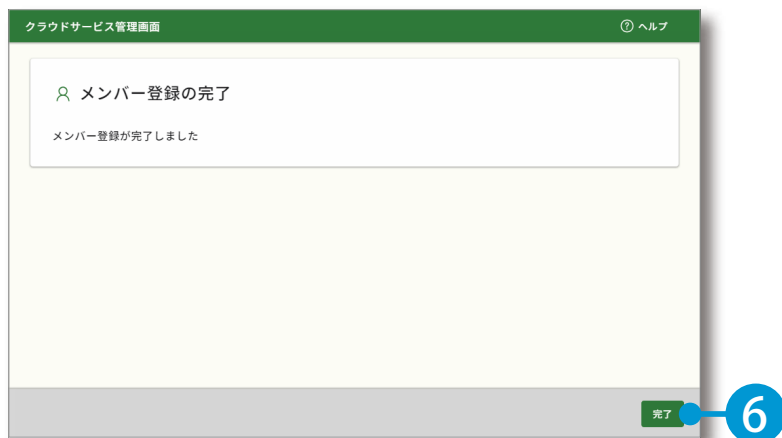 クラウドサービス管理画面
? ヘルプ
メンバー登録の完了
メンバー登録が完了しました
完了
6